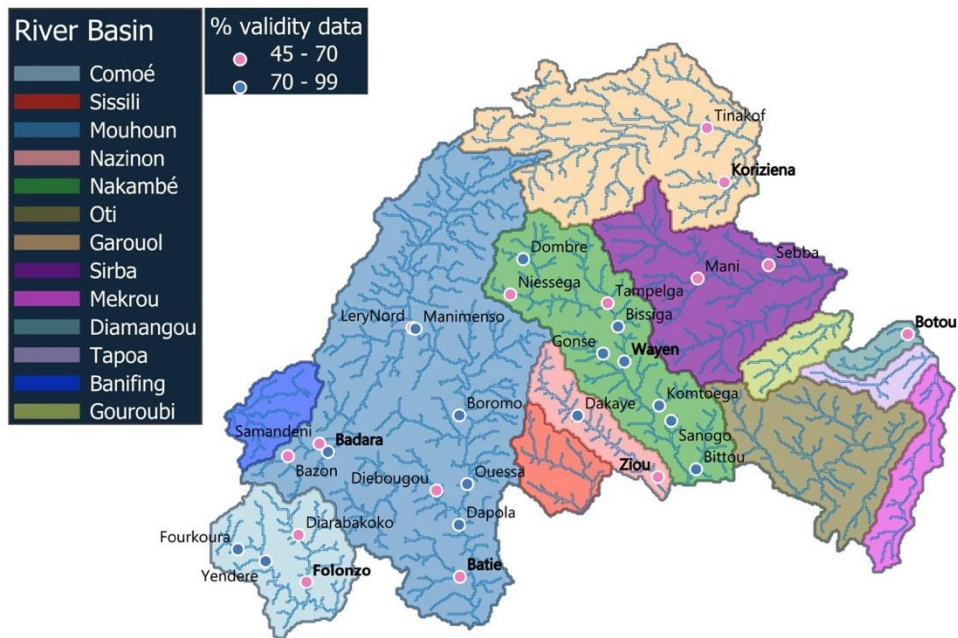 River Basin
Comoé
Sissili
Mouhoun
Nazinon
Nakambé
Oti
Garouol
Sirba
Mekrou
Diamangou
Tapoa
Banifing
Gouroubi
% validity data
45 - 70
70 - 99
Tinakof
Koriziena
Dombre
Sebba
Mani
Niessega
Tampelga
LeryNord
Manimenso
Bissiga
Botou
Gonse
Wayen
Boromo
Dakaye
Komtoega
Sanogo
Samandeni
Badara
Bazon
Diebougou
Ouessa
Ziou
Bittou
Diarabakoko
Dapola
Fourkoura
Yendere
Folonzo
Batie